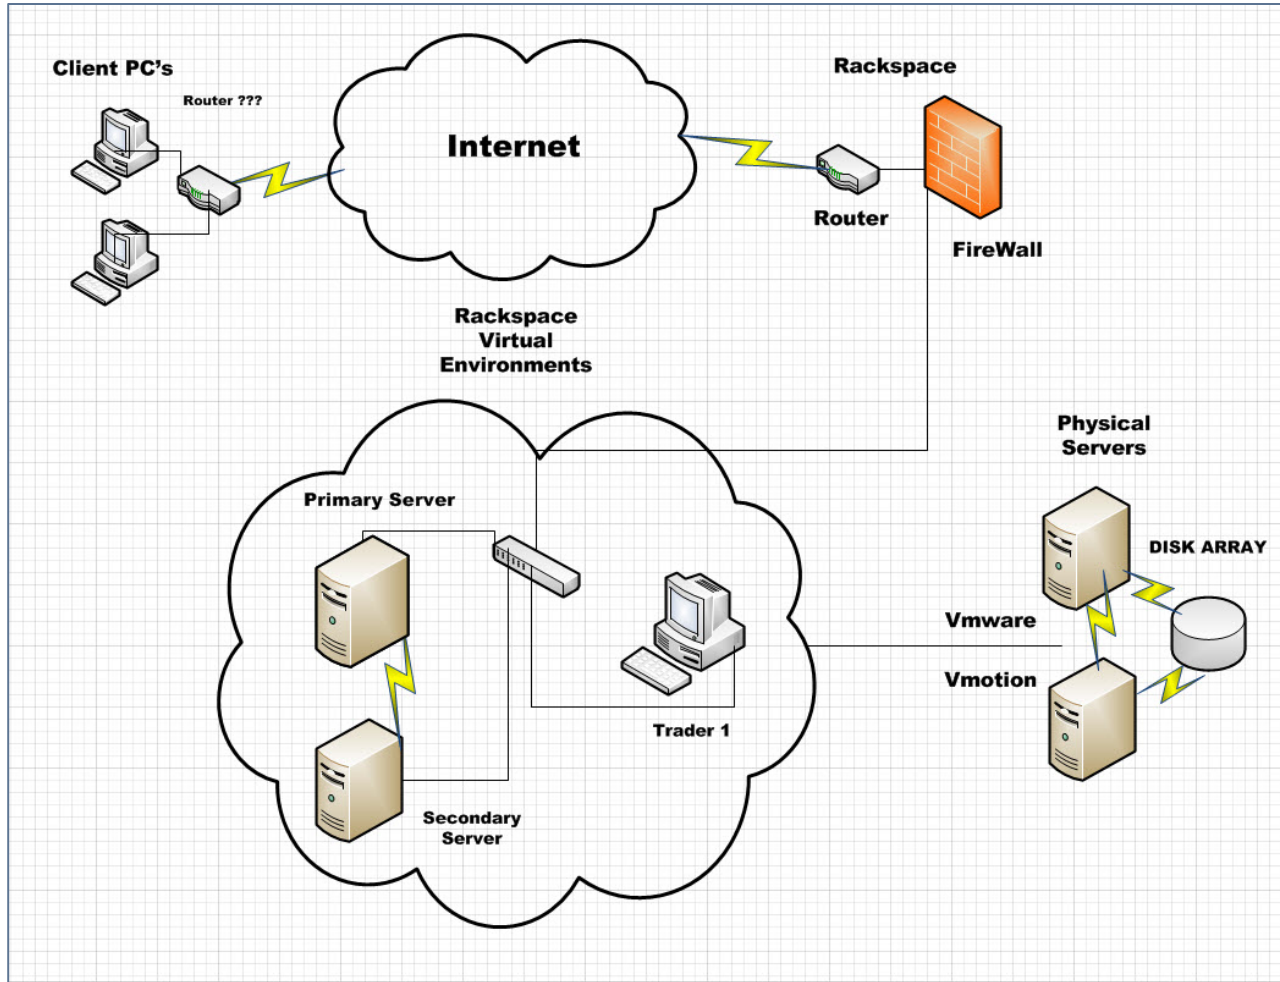 Client PC's
Router ???
Internet
Rackspace
Router
FireWall
Rackspace
Virtual
Environments
Physical
Servers
Primary Server
DISK ARRAY
Vmware
Vmotion
Trader 1
Secondary
Server